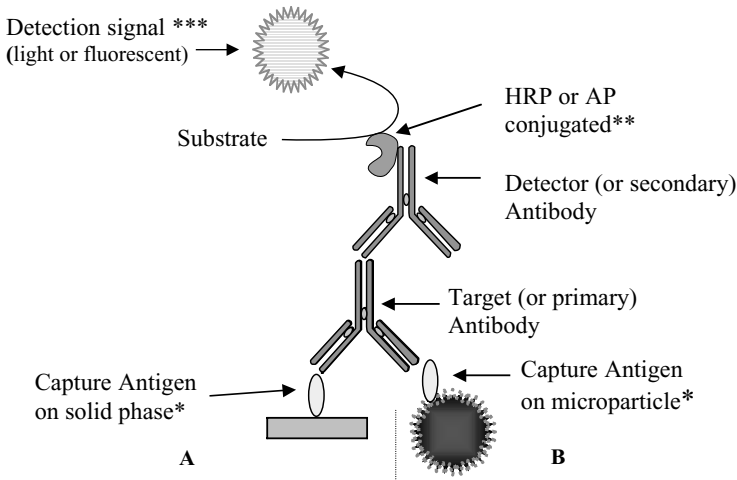 Detection signal ***
(light or fluorescent)
HRP or AP
conjugated**
Substrate
Detector (or secondary)
Antibody
Target (or primary)
Antibody
Capture Antigen
on solid phase*
Capture Antigen
on microparticle*
A
B